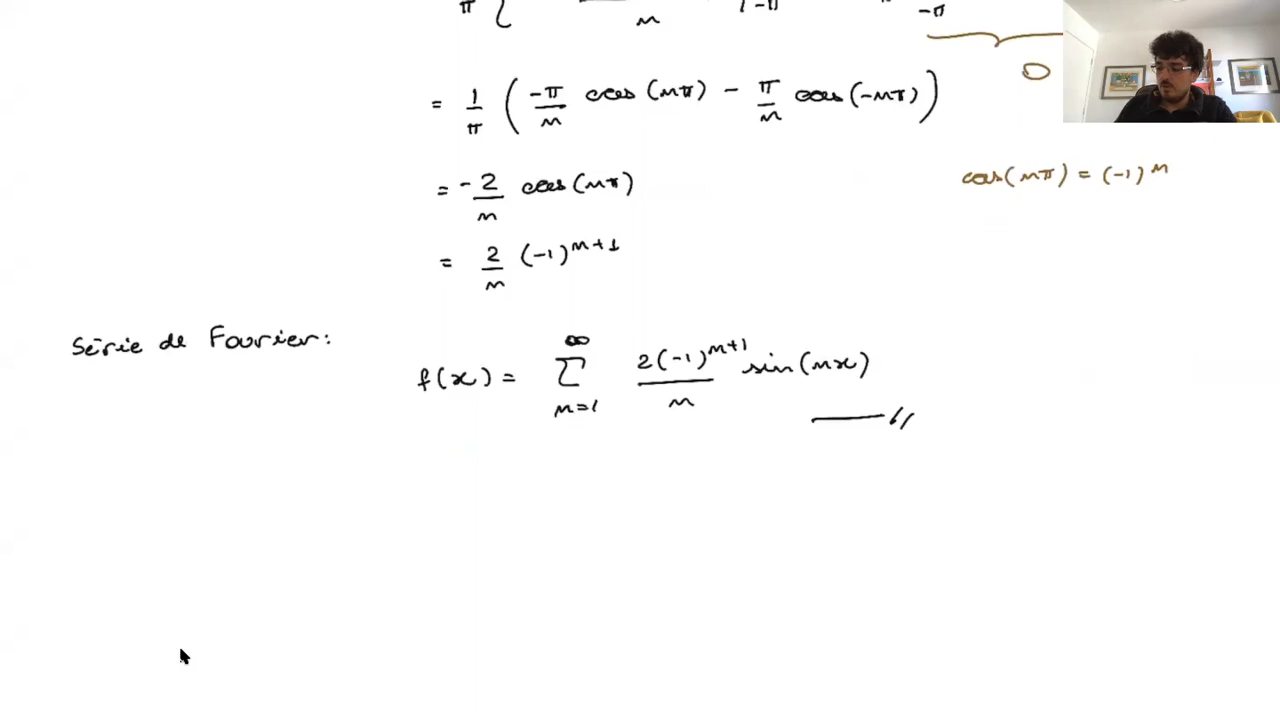 π [ m | -π -π
0
= 1/π ( -π/m cos(mπ) - π/m cos(-mπ) )
= -2/m cos(mπ)
cos(mπ) = (-1)^m
= 2/m (-1)^{m+1}
Série de Fourier:
f(x) = ∑_{m=1}^{∞} 2(-1)^{m+1}/m sin(mx)